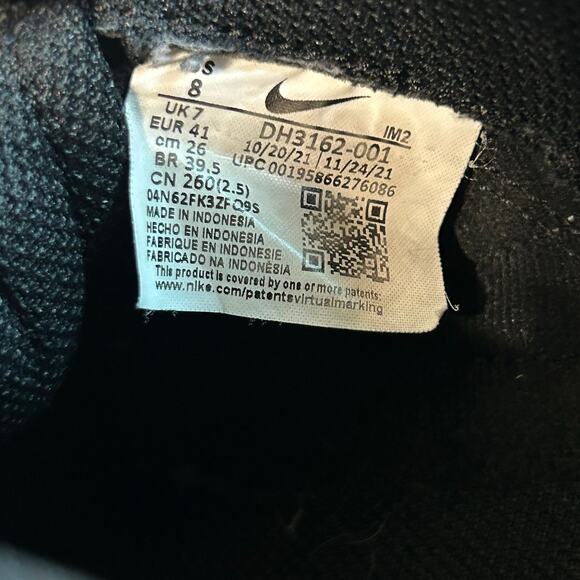 S
8
UK 7
EUR 41
cm 26
BR 39.5
CN 260(2.5)
IM2
DH3162-001
10/20/21 | 11/24/21
UPC 00195866276086
MADE IN INDONESIA
HECHO EN INDONESIA
FABRIQUE EN INDONESIE
FABRICADO NA INDONÉSIA
This product is covered by one or more patents:
www.nike.com/patentsvirtualmarking